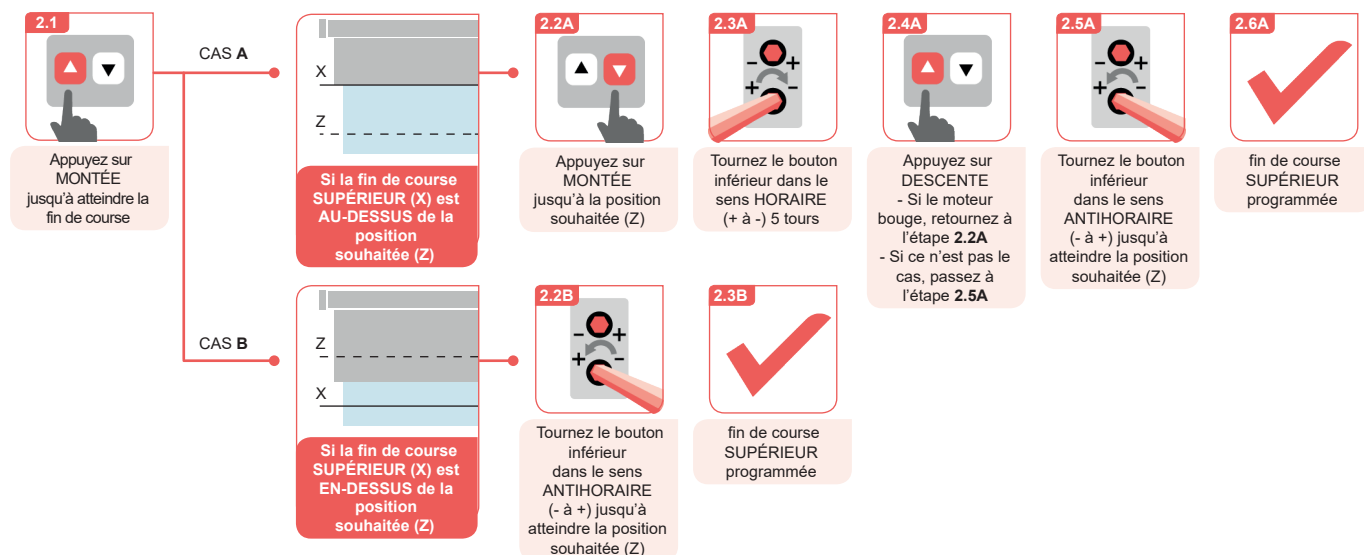 2.1
Appuyez sur
MONTÉE
jusqu'à atteindre la
fin de course
CAS A
X
Z
Si la fin de course
SUPÉRIEUR (X) est
AU-DESSUS de la
position
souhaitée (Z)
2.2A
Appuyez sur
MONTÉE
jusqu'à la position
souhaitée (Z)
2.3A
- +
+ -
Tournez le bouton
inférieur dans le
sens HORAIRE
(+ à -) 5 tours
2.4A
Appuyez sur
DESCENTE
- Si le moteur
bouge, retournez à
l'étape 2.2A
- Si ce n'est pas le
cas, passez à
l'étape 2.5A
2.5A
- +
+ -
Tournez le bouton
inférieur
dans le sens
ANTIHORAIRE
(- à +) jusqu'à
atteindre la position
souhaitée (Z)
2.6A
fin de course
SUPÉRIEUR
programmée
CAS B
Z
X
Si la fin de course
SUPÉRIEUR (X) est
EN-DESSUS de la
position
souhaitée (Z)
2.2B
- +
+ -
Tournez le bouton
inférieur
dans le sens
ANTIHORAIRE
(- à +) jusqu'à
atteindre la position
souhaitée (Z)
2.3B
fin de course
SUPÉRIEUR
programmée